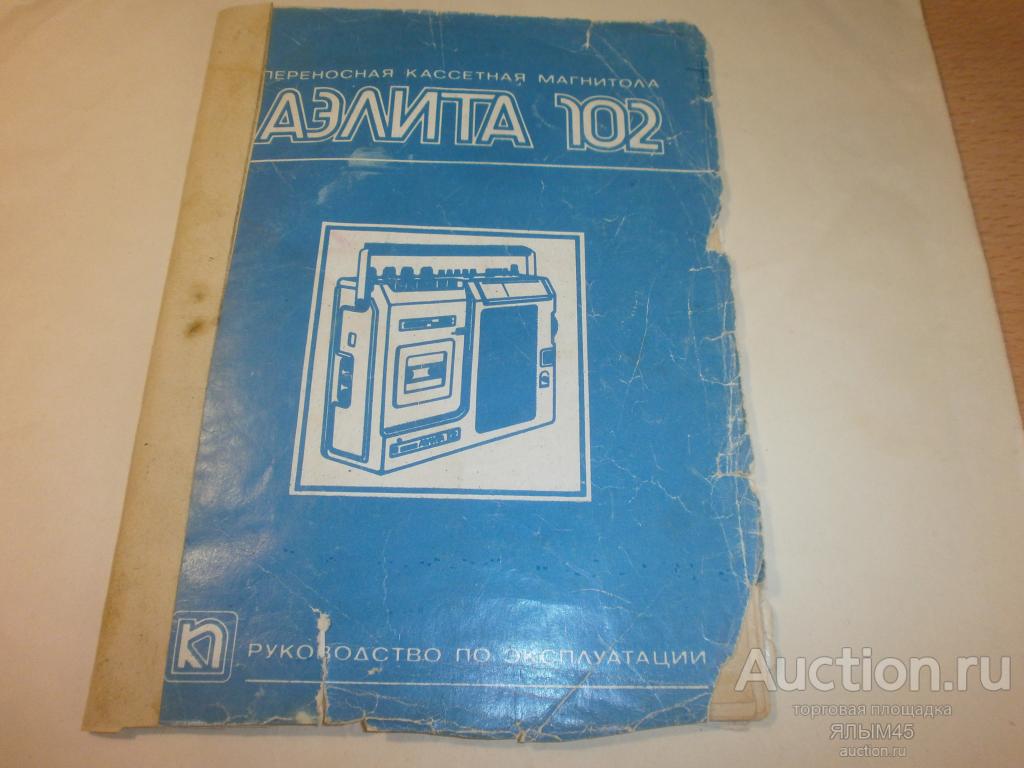 ПЕРЕНОСНАЯ КАССЕТНАЯ МАГНИТОЛА
АЭЛИТА 102
РУКОВОДСТВО ПО ЭКСПЛУАТАЦИИ
Auction.ru
торговая площадка
ЯЛЫМ45
auction.ru